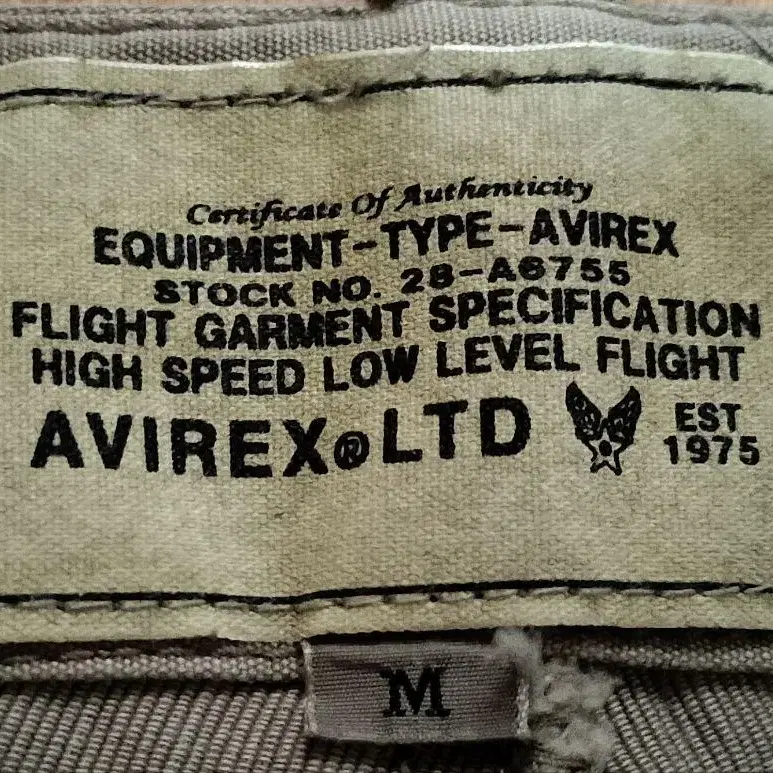 Certificate Of Authenticity
EQUIPMENT-TYPE-AVIREX
STOCK NO. 28-A6755
FLIGHT GARMENT SPECIFICATION
HIGH SPEED LOW LEVEL FLIGHT
AVIREX® LTD
EST
1975
M